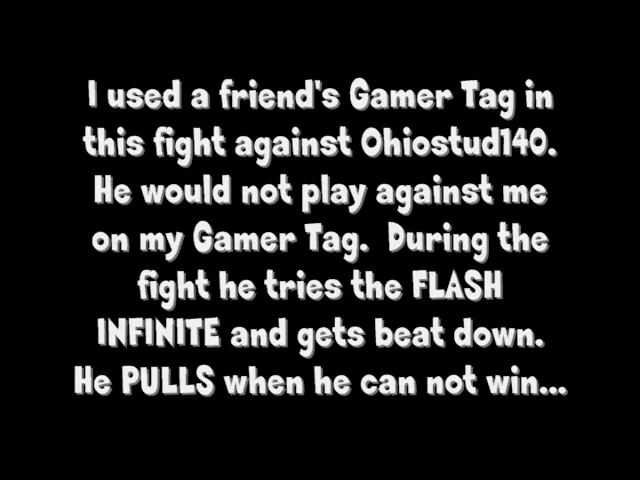 I used a friend's Gamer Tag in
this fight against Ohiostud140.
He would not play against me
on my Gamer Tag. During the
fight he tries the FLASH
INFINITE and gets beat down.
He PULLS when he can not win...